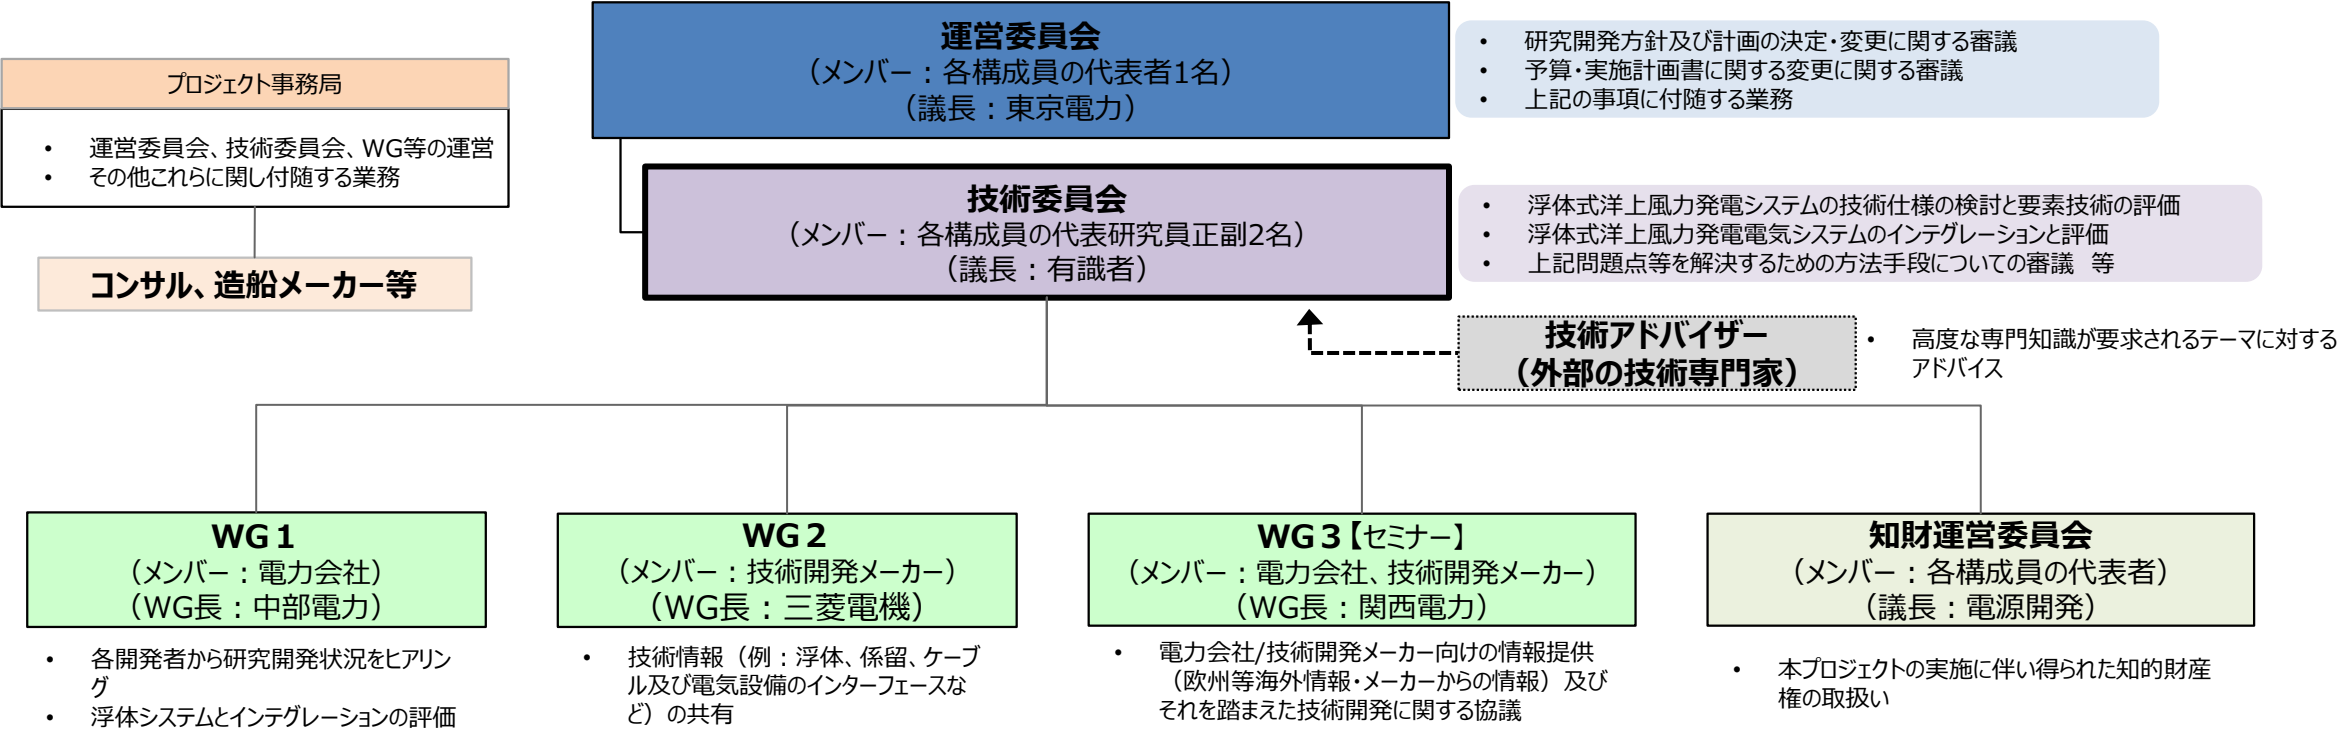 運営委員会
（メンバー：各構成員の代表者1名）
（議長：東京電力）
• 研究開発方針及び計画の決定・変更に関する審議
• 予算・実施計画書に関する変更に関する審議
• 上記の事項に付随する業務
プロジェクト事務局
• 運営委員会、技術委員会、WG等の運営
• その他これらに関し付随する業務
コンサル、造船メーカー等
技術委員会
（メンバー：各構成員の代表研究員正副2名）
（議長：有識者）
• 浮体式洋上風力発電システムの技術仕様の検討と要素技術の評価
• 浮体式洋上風力発電電気システムのインテグレーションと評価
• 上記問題点等を解決するための方法手段についての審議　等
技術アドバイザー
（外部の技術専門家）
• 高度な専門知識が要求されるテーマに対する
アドバイス
WG１
（メンバー：電力会社）
（WG長：中部電力）
• 各開発者から研究開発状況をヒアリン
グ
• 浮体システムとインテグレーションの評価
WG２
（メンバー：技術開発メーカー）
（WG長：三菱電機）
• 技術情報（例：浮体、係留、ケーブ
ル及び電気設備のインターフェースな
ど）の共有
WG３【セミナー】
（メンバー：電力会社、技術開発メーカー）
（WG長：関西電力）
• 電力会社/技術開発メーカー向けの情報提供
（欧州等海外情報・メーカーからの情報）及び
それを踏まえた技術開発に関する協議
知財運営委員会
（メンバー：各構成員の代表者）
（議長：電源開発）
• 本プロジェクトの実施に伴い得られた知的財産
権の取扱い